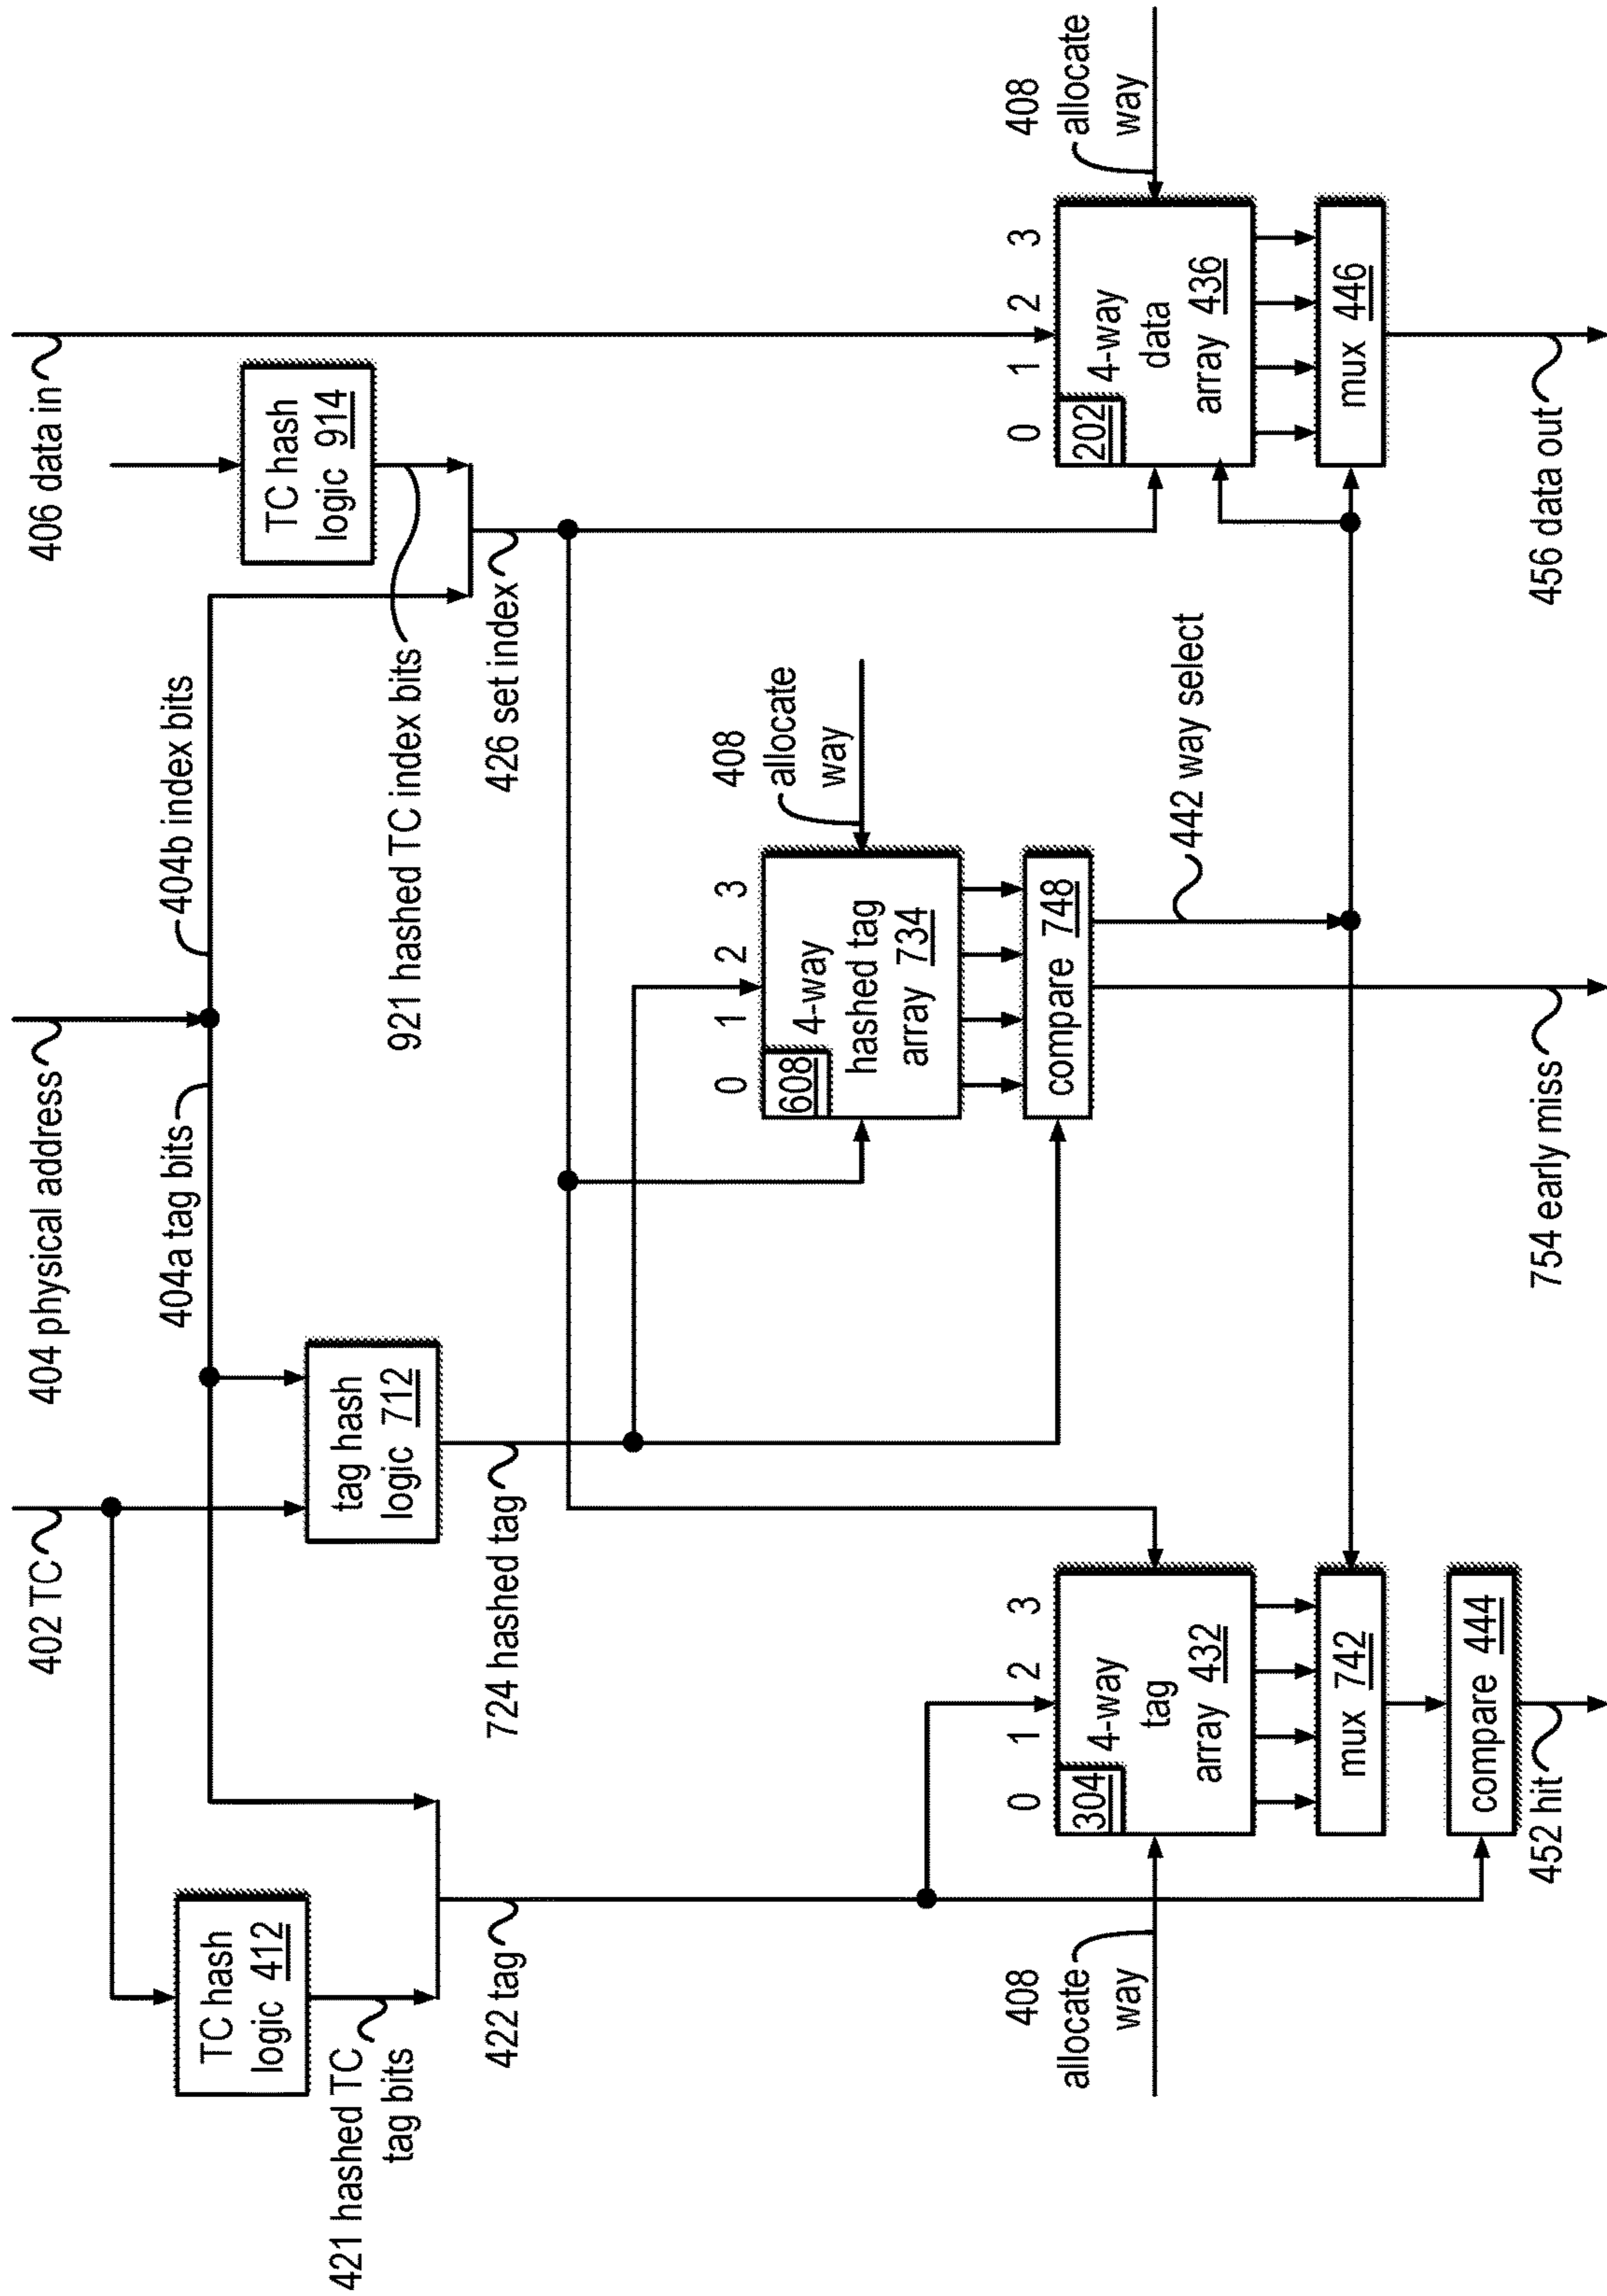 402 TC
404 physical address
406 data in
TC hash
logic 412
421 hashed TC
tag bits
tag hash
logic 712
404a tag bits
404b index bits
TC hash
logic 914
921 hashed TC index bits
422 tag
724 hashed tag
426 set index
408
allocate
way
0 1 2 3
608
4-way
hashed tag
array 734
compare 748
442 way select
408
allocate
way
0 1 2 3
304
4-way
tag
array 432
mux 742
compare 444
408
allocate
way
0 1 2 3
202
4-way
data
array 436
mux 446
452 hit
754 early miss
456 data out